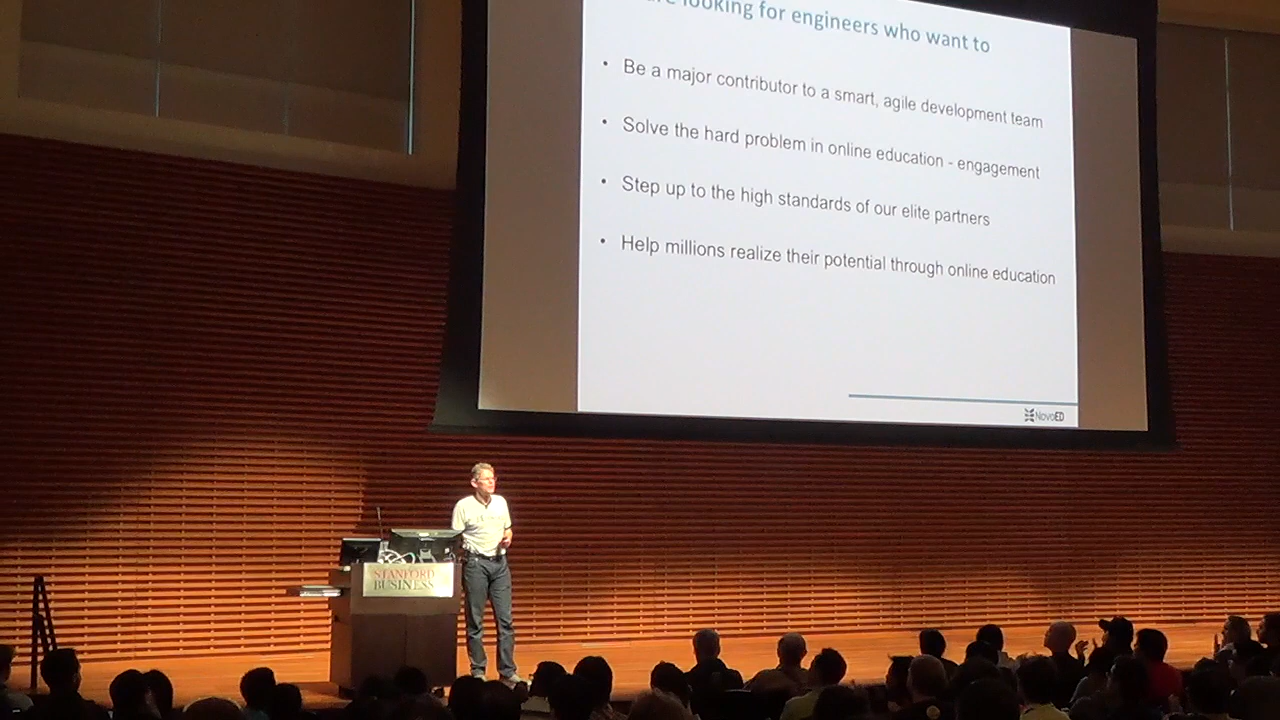 looking for engineers who want to
• Be a major contributor to a smart, agile development team
• Solve the hard problem in online education - engagement
• Step up to the high standards of our elite partners
• Help millions realize their potential through online education
NovoED
STANFORD
BUSINESS